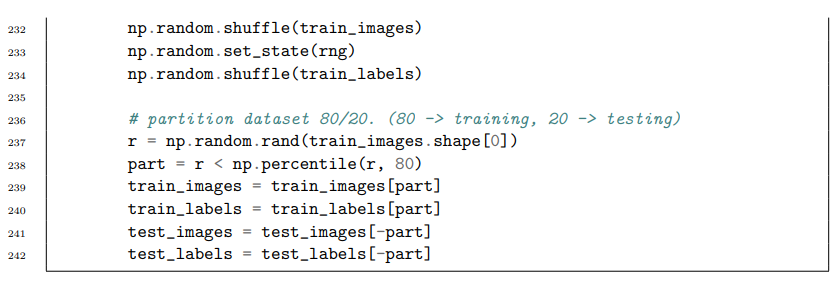 232 np.random.shuffle(train_images)
233 np.random.set_state(rng)
234 np.random.shuffle(train_labels)
235
236 # partition dataset 80/20. (80 -> training, 20 -> testing)
237 r = np.random.rand(train_images.shape[0])
238 part = r < np.percentile(r, 80)
239 train_images = train_images[part]
240 train_labels = train_labels[part]
241 test_images = test_images[-part]
242 test_labels = test_labels[-part]